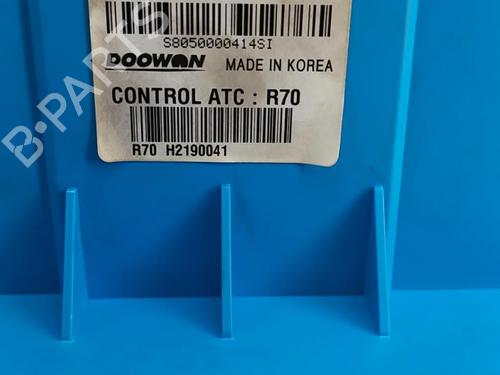 S8050000414SI
DOOWON MADE IN KOREA
CONTROL ATC : R70
R70 H2190041
B-PARTS